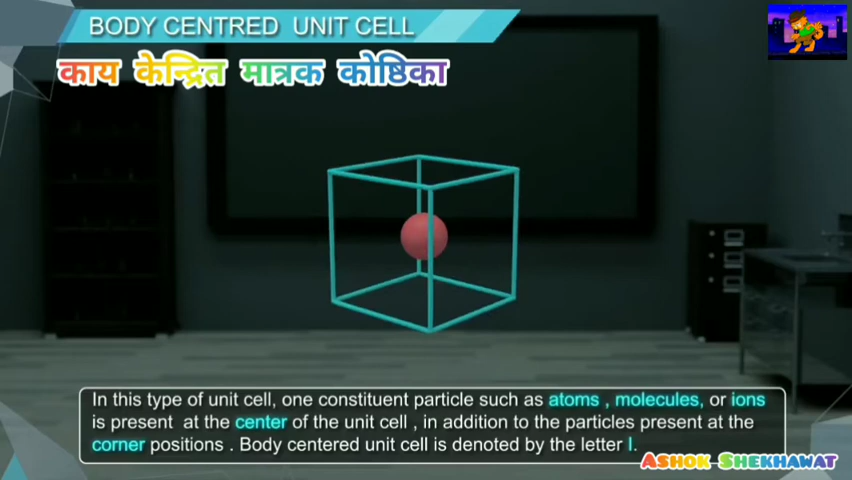 BODY CENTRED UNIT CELL
काय केन्द्रित मात्रक कोष्ठिका
In this type of unit cell, one constituent particle such as atoms , molecules, or ions
is present at the center of the unit cell , in addition to the particles present at the
corner positions . Body centered unit cell is denoted by the letter I.
ASHOK SHEKHAWAT